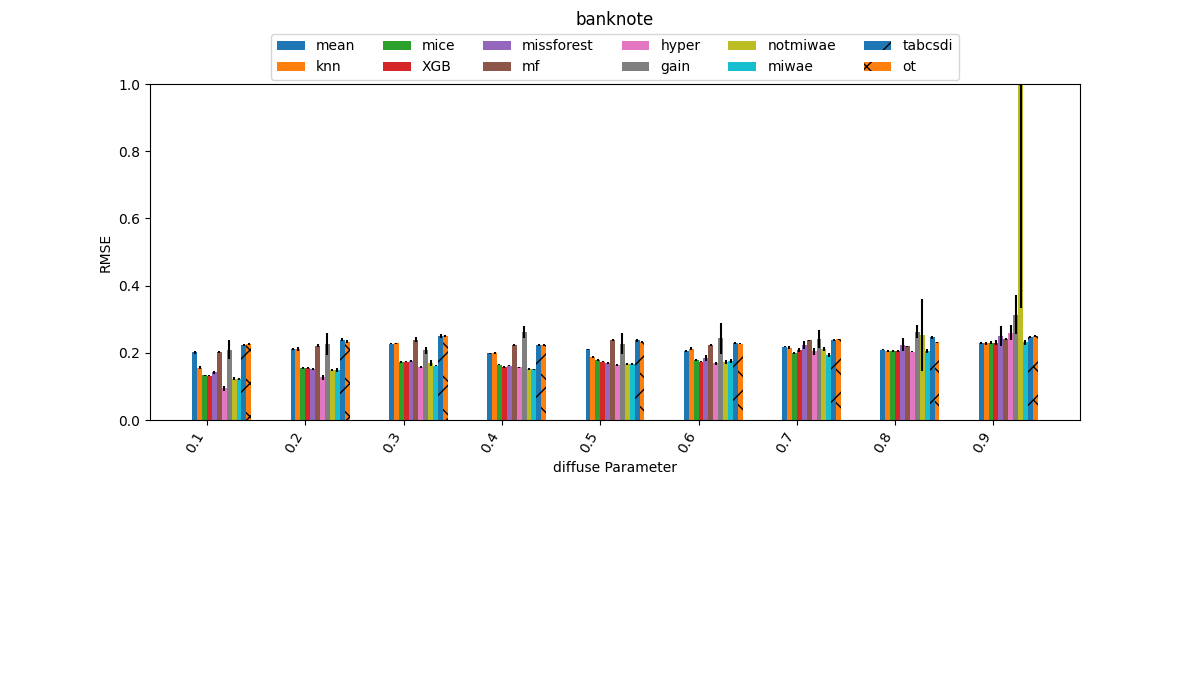 banknote
mean mice missforest hyper notmiwae tabcsdi
knn XGB mf gain miwae ot
1.0
0.8
0.6
0.4
0.2
0.0
RMSE
0.1 0.2 0.3 0.4 0.5 0.6 0.7 0.8 0.9
diffuse Parameter